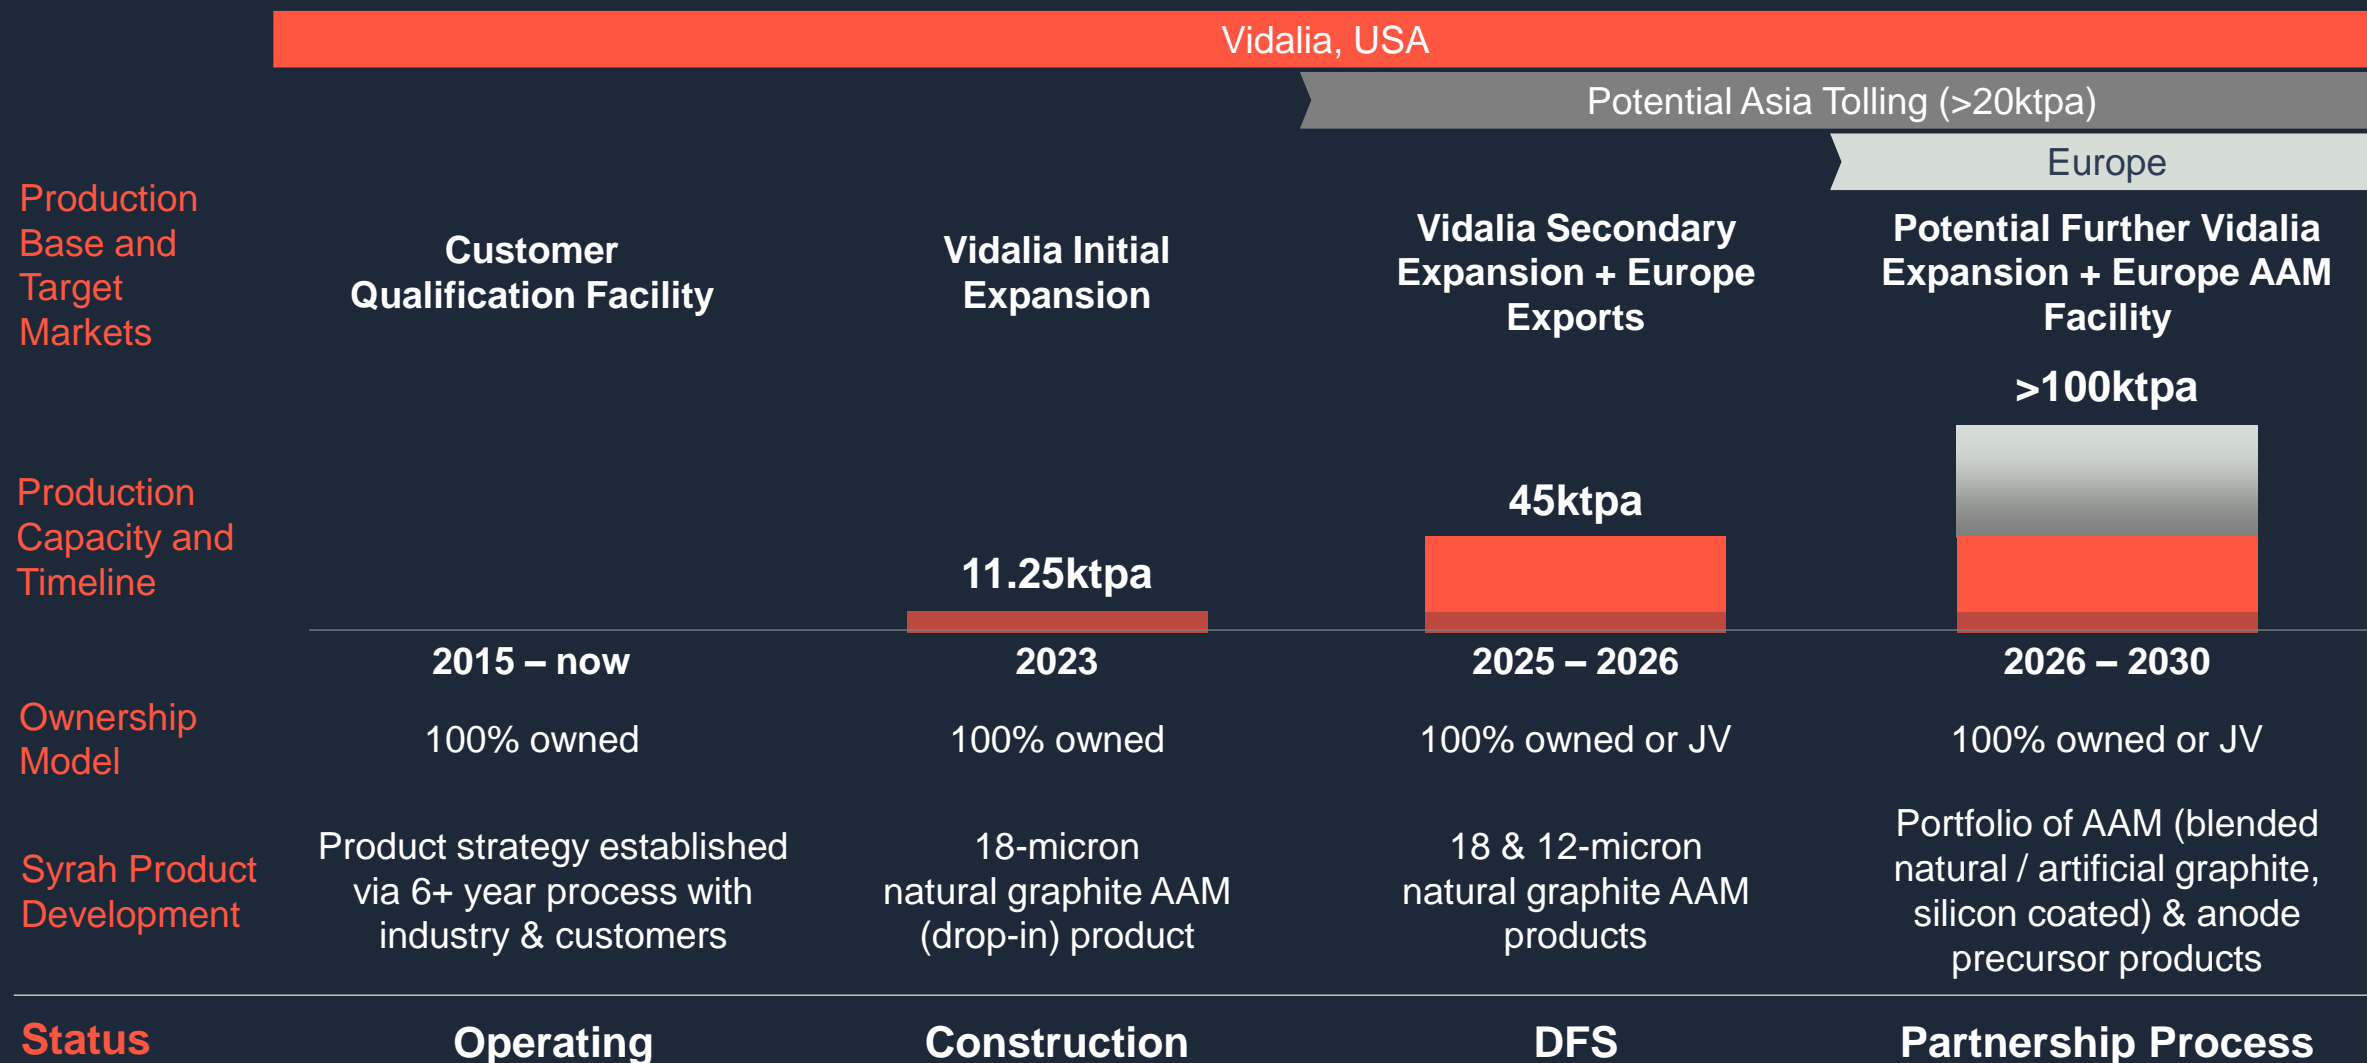 Vidalia, USA
Potential Asia Tolling (>20ktpa)
Europe
Production
Base and
Target
Markets
Customer
Qualification Facility
Vidalia Initial
Expansion
Vidalia Secondary
Expansion + Europe
Exports
Potential Further Vidalia
Expansion + Europe AAM
Facility
Production
Capacity and
Timeline
11.25ktpa
45ktpa
>100ktpa
2015 – now
2023
2025 – 2026
2026 – 2030
Ownership
Model
100% owned
100% owned
100% owned or JV
100% owned or JV
Syrah Product
Development
Product strategy established
via 6+ year process with
industry & customers
18-micron
natural graphite AAM
(drop-in) product
18 & 12-micron
natural graphite AAM
products
Portfolio of AAM (blended
natural / artificial graphite,
silicon coated) & anode
precursor products
Status
Operating
Construction
DFS
Partnership Process